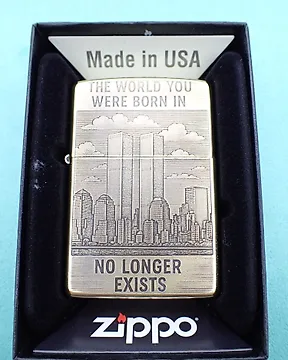 Made in USA
THE WORLD YOU
WERE BORN IN
NO LONGER
EXISTS
zippo